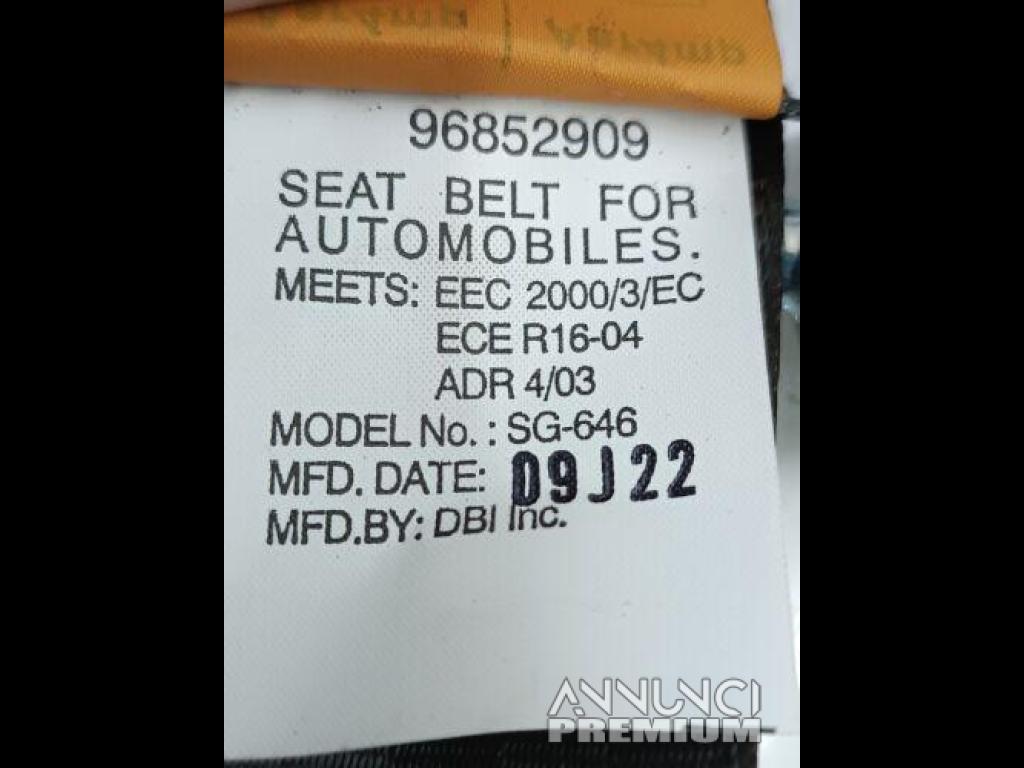 96852909
SEAT BELT FOR
AUTOMOBILES.
MEETS: EEC 2000/3/EC
ECE R16-04
ADR 4/03
MODEL No. : SG-646
MFD. DATE: 09J22
MFD.BY: DBI Inc.
ANNUNCI
PREMIUM